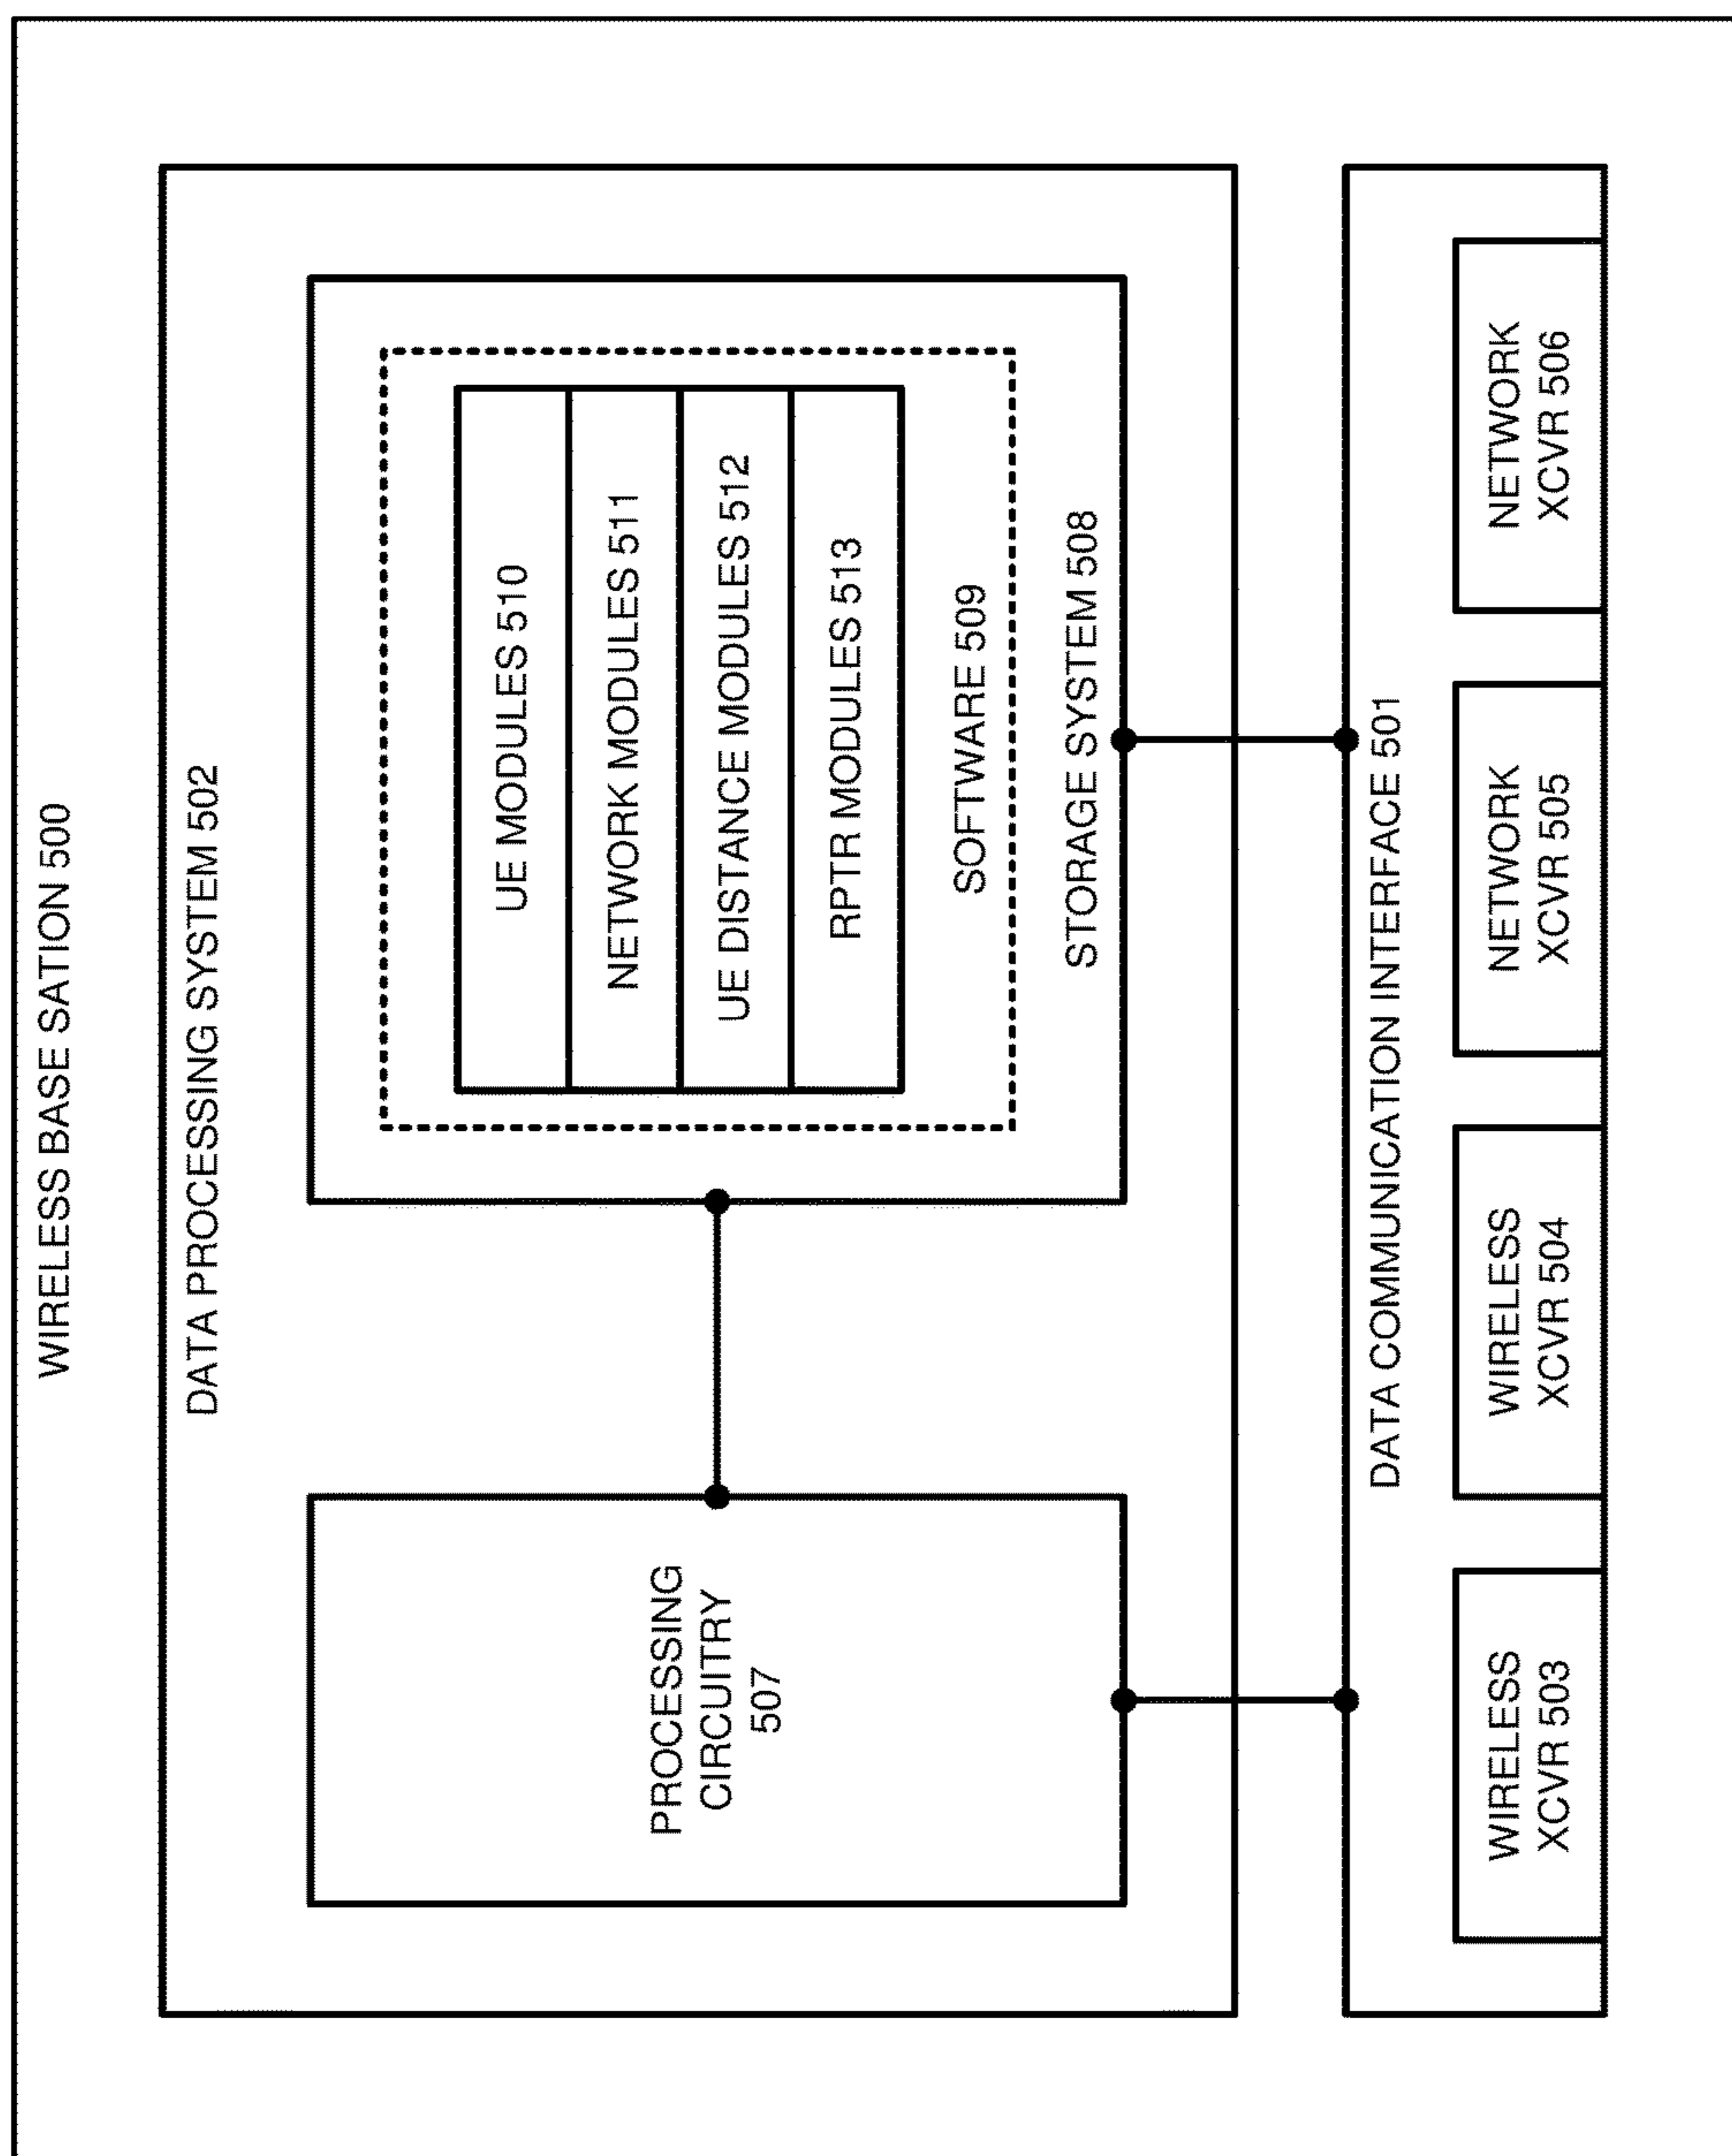 WIRELESS BASE SATION 500
DATA PROCESSING SYSTEM 502
PROCESSING
CIRCUITRY
507
UE MODULES 510
NETWORK MODULES 511
UE DISTANCE MODULES 512
RPTR MODULES 513
SOFTWARE 509
STORAGE SYSTEM 508
DATA COMMUNICATION INTERFACE 501
WIRELESS
XCVR 503
WIRELESS
XCVR 504
NETWORK
XCVR 505
NETWORK
XCVR 506